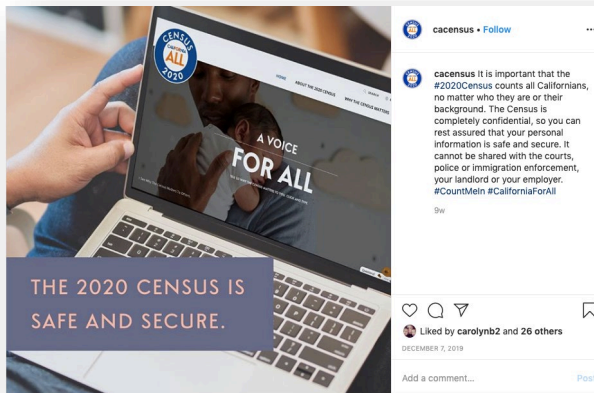 CENSUS
CALIFORNIA
ALL
2020
HOME
ABOUT THE 2020 CENSUS
WHY THE CENSUS MATTERS
SEARCH
A VOICE
FOR ALL
THE 2020 CENSUS IS
SAFE AND SECURE.
cacensus • Follow
...
cacensus It is important that the
#2020Census counts all Californians,
no matter who they are or their
background. The Census is
completely confidential, so you can
rest assured that your personal
information is safe and secure. It
cannot be shared with the courts,
police or immigration enforcement,
your landlord or your employer.
#CountMeIn #CaliforniaForAll
9w
Liked by carolynb2 and 26 others
DECEMBER 7, 2019
Add a comment...
Pos